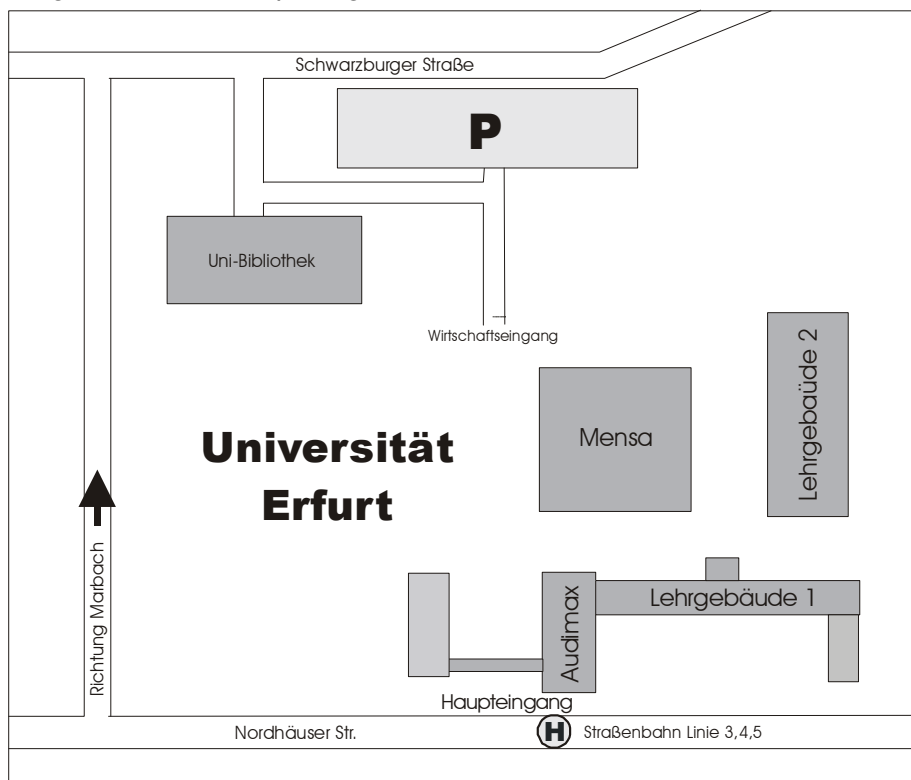 Schwarzburger Straße
P
Uni-Bibliothek
Wirtschaftseingang
Lehrgebaüde 2
Mensa
Universität
Erfurt
Richtung Marbach
Lehrgebäude 1
Audimax
Haupteingang
Nordhäuser Str.
H
Straßenbahn Linie 3,4,5